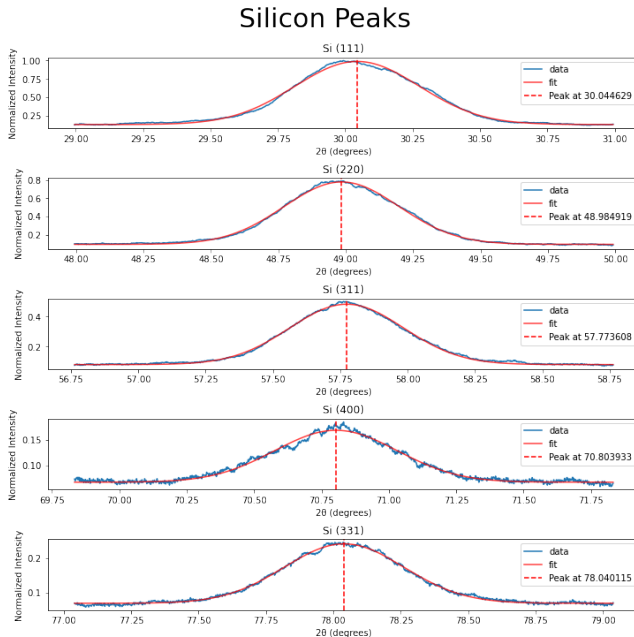 Silicon Peaks
Si (111)
Normalized Intensity
1.00
0.75
0.50
0.25
data
fit
Peak at 30.044629
29.00 29.25 29.50 29.75 30.00 30.25 30.50 30.75 31.00
2θ (degrees)
Si (220)
Normalized Intensity
0.8
0.6
0.4
0.2
data
fit
Peak at 48.984919
48.00 48.25 48.50 48.75 49.00 49.25 49.50 49.75 50.00
2θ (degrees)
Si (311)
Normalized Intensity
0.4
0.2
data
fit
Peak at 57.773608
56.75 57.00 57.25 57.50 57.75 58.00 58.25 58.50 58.75
2θ (degrees)
Si (400)
Normalized Intensity
0.15
0.10
data
fit
Peak at 70.803933
69.75 70.00 70.25 70.50 70.75 71.00 71.25 71.50 71.75
2θ (degrees)
Si (331)
Normalized Intensity
0.2
0.1
data
fit
Peak at 78.040115
77.00 77.25 77.50 77.75 78.00 78.25 78.50 78.75 79.00
2θ (degrees)